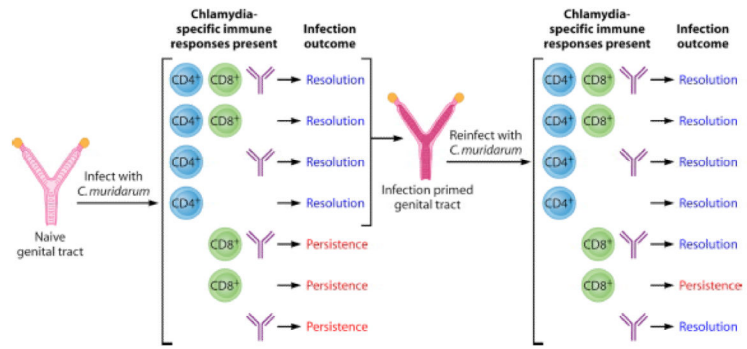 Chlamydia-
specific immune
responses present
Infection
outcome
CD4+ CD8+ Resolution
CD4+ CD8+ Resolution
CD4+ Resolution
CD4+ Resolution
CD8+ Persistence
CD8+ Persistence
Persistence
Infect with
C. muridarum
Naive
genital tract
Infection primed
genital tract
Reinfect with
C. muridarum
Chlamydia-
specific immune
responses present
Infection
outcome
CD4+ CD8+ Resolution
CD4+ CD8+ Resolution
CD4+ Resolution
CD4+ Resolution
CD8+ Resolution
CD8+ Persistence
Resolution